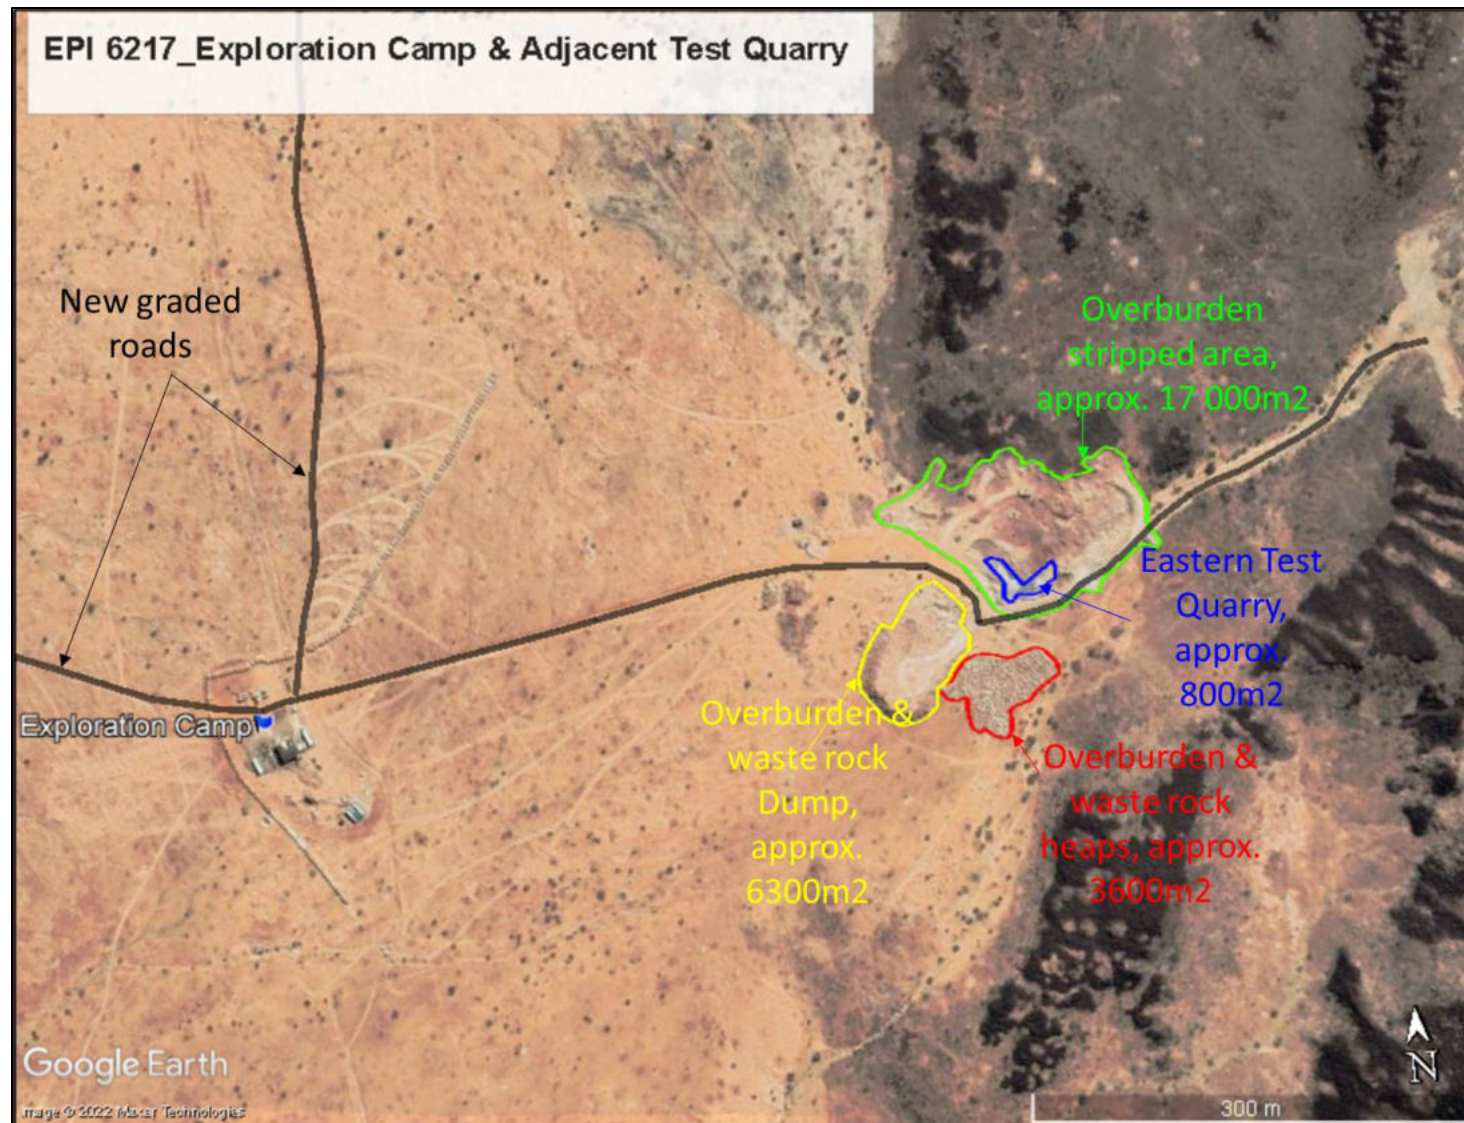 EPI 6217_Exploration Camp & Adjacent Test Quarry
New graded
roads
Overburden
stripped area,
approx. 17 000m2
Eastern Test
Quarry,
approx.
800m2
Exploration Camp
Overburden &
waste rock
Dump,
approx.
6300m2
Overburden &
waste rock
heaps, approx.
3600m2
Google Earth
Image © 2022 Maxar Technologies
N
300 m